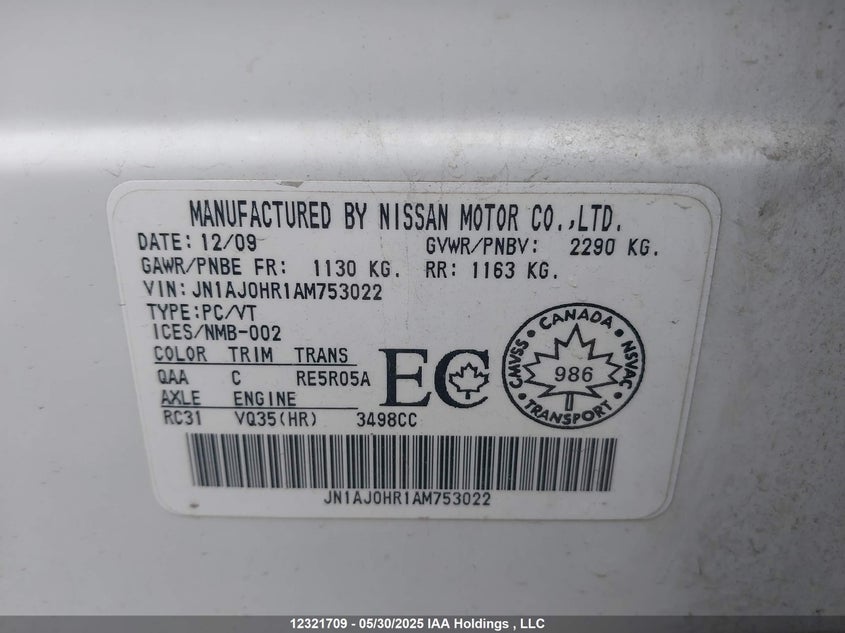 MANUFACTURED BY NISSAN MOTOR CO.,LTD.
DATE: 12/09 GVWR/PNBV: 2290 KG.
GAWR/PNBE FR: 1130 KG. RR: 1163 KG.
VIN: JN1AJ0HR1AM753022
TYPE:PC/VT
ICES/NMB-002
COLOR TRIM TRANS
QAA C RE5R05A
AXLE ENGINE
RC31 VQ35(HR) 3498CC
EC
CANADA
CMVSS NSVAC
986
TRANSPORT
JN1AJ0HR1AM753022
12321709 - 05/30/2025 IAA Holdings , LLC